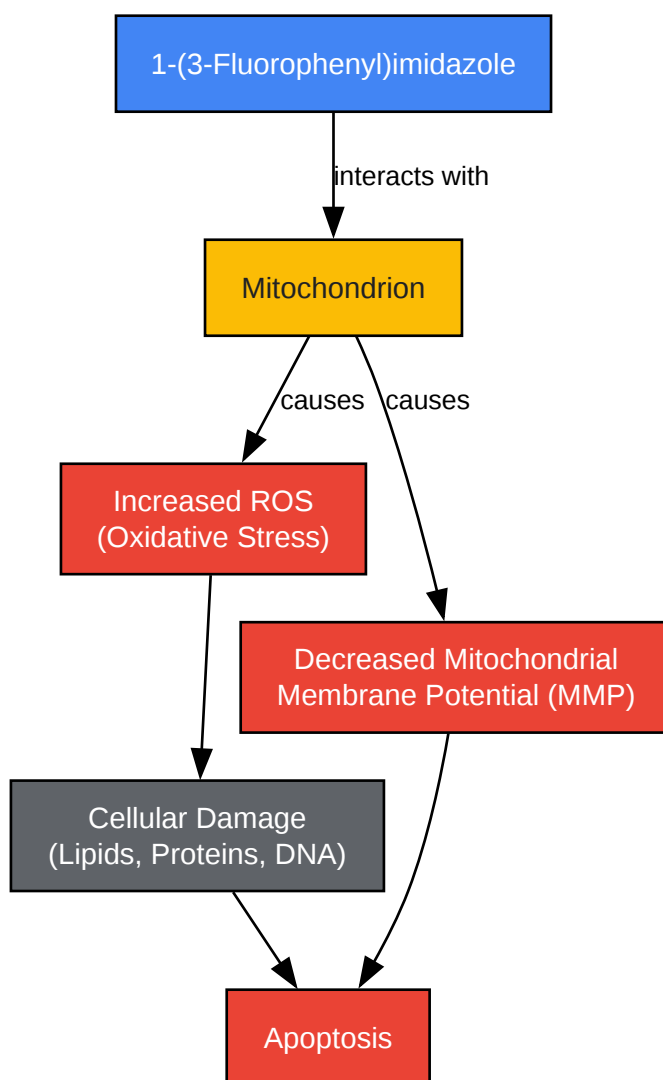 1-(3-Fluorophenyl)imidazole
interacts with
Mitochondrion
causes
causes
Increased ROS
(Oxidative Stress)
Decreased Mitochondrial
Membrane Potential (MMP)
Cellular Damage
(Lipids, Proteins, DNA)
Apoptosis